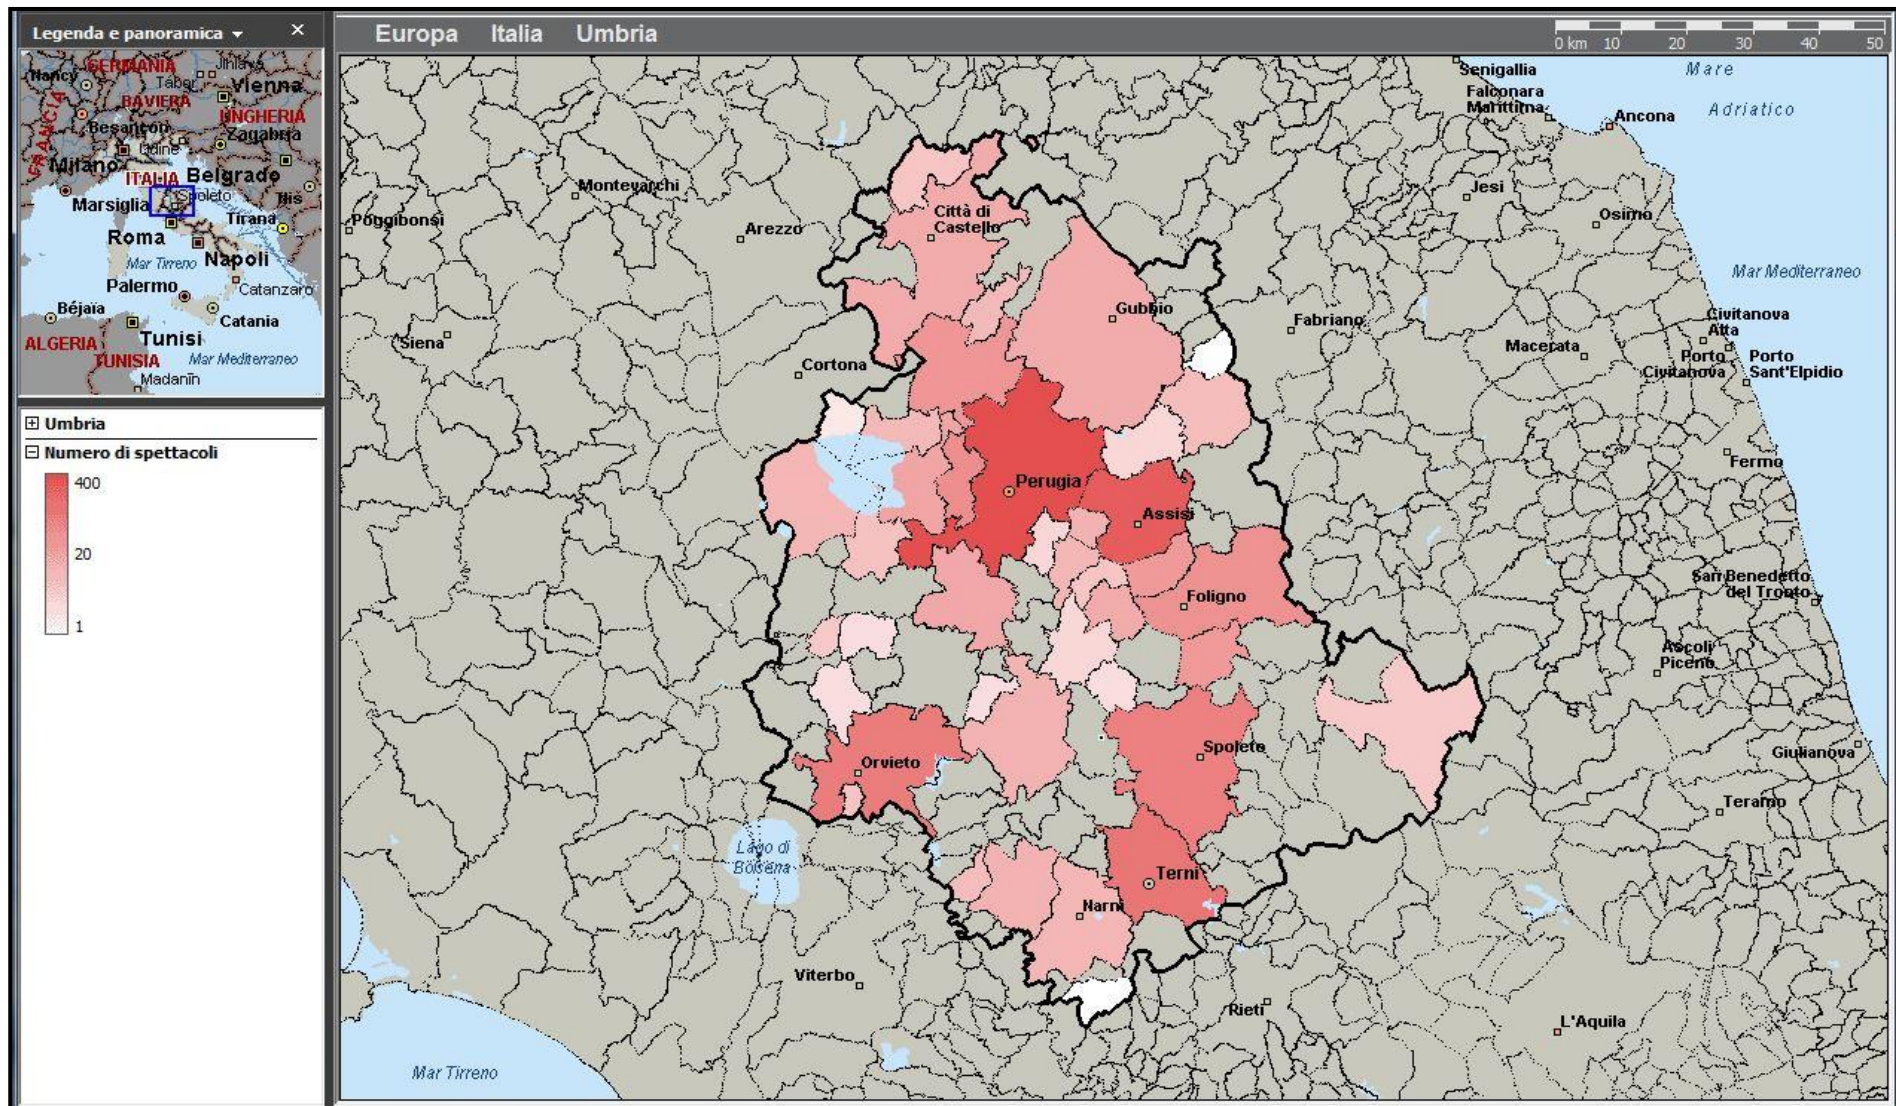 Legenda e panoramica
Europa Italia Umbria
0 km 10 20 30 40 50
GERMANIA
Jihlava
Nancy
Tábor
Vienna
BAVIERA
FRANCIA
UNGHERIA
Besançon
Zagabria
Udine
Milano
ITALIA
Belgrado
Spoleto
Niš
Marsiglia
Tirana
Roma
Mar Tirreno
Napoli
Palermo
Catanzaro
Béjaïa
Catania
Tunisi
ALGERIA
TUNISIA
Mar Mediterraneo
Madanīn
Umbria
Numero di spettacoli
400
20
1
Senigallia
Mare
Adriatico
Falconara
Marittima
Ancona
Montevarchi
Jesi
Poggibonsi
Arezzo
Città di
Castello
Osimo
Mar Mediterraneo
Gubbio
Fabriano
Civitanova
Alta
Siena
Cortona
Macerata
Porto
Civitanova
Porto
Sant'Elpidio
Fermo
Perugia
Assisi
San Benedetto
del Tronto
Foligno
Ascoli
Piceno
Orvieto
Spoleto
Giulianova
Teramo
Lago di
Bolsena
Terni
Narni
Viterbo
Rieti
L'Aquila
Mar Tirreno